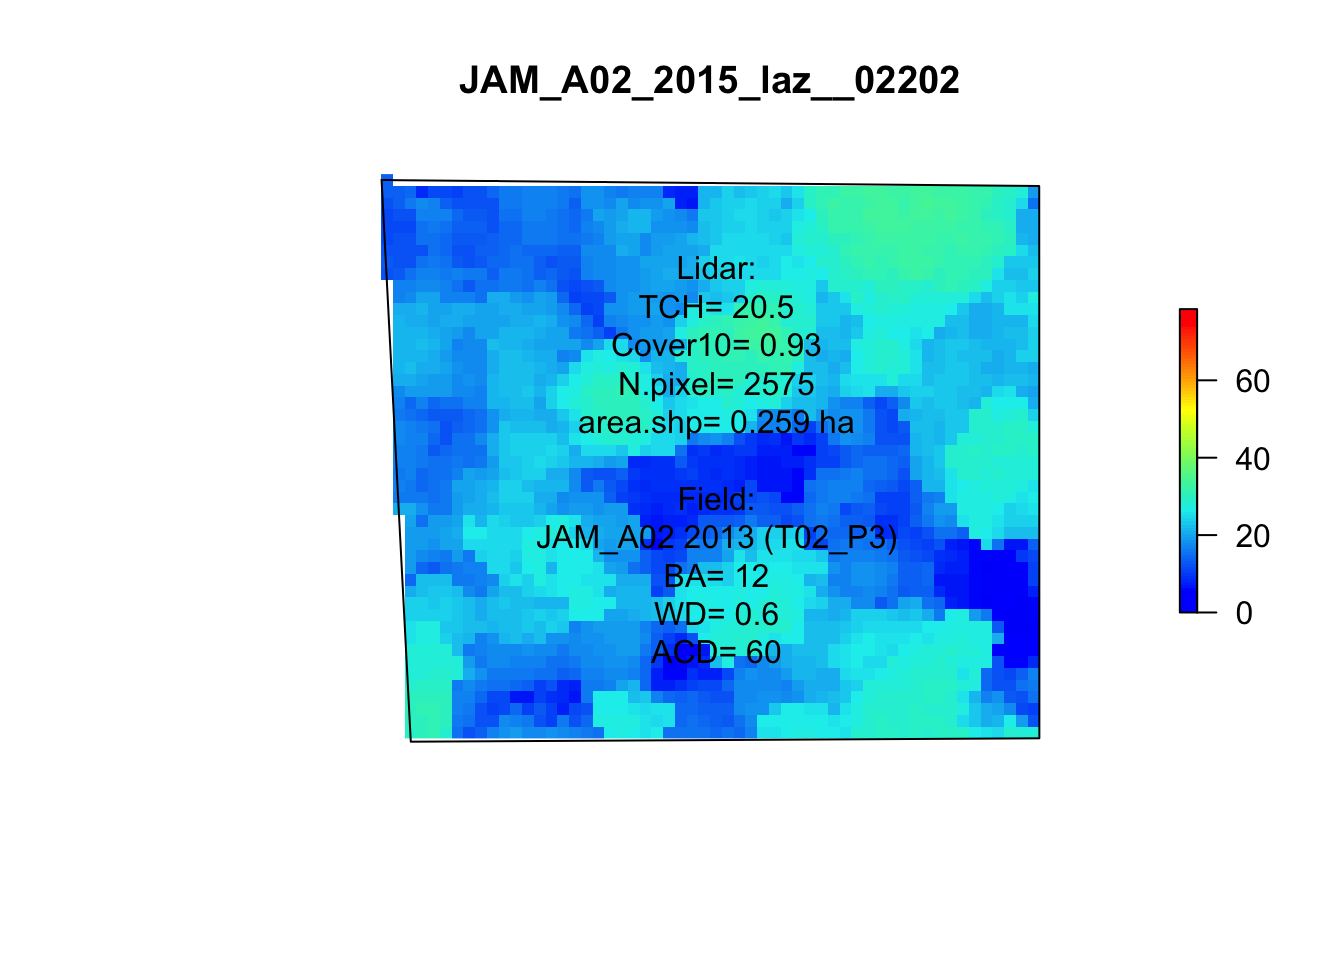 JAM_A02_2015_laz__02202
Lidar:
TCH= 20.5
Cover10= 0.93
N.pixel= 2575
area.shp= 0.259 ha
Field:
JAM_A02 2013 (T02_P3)
BA= 12
WD= 0.6
ACD= 60
60
40
20
0